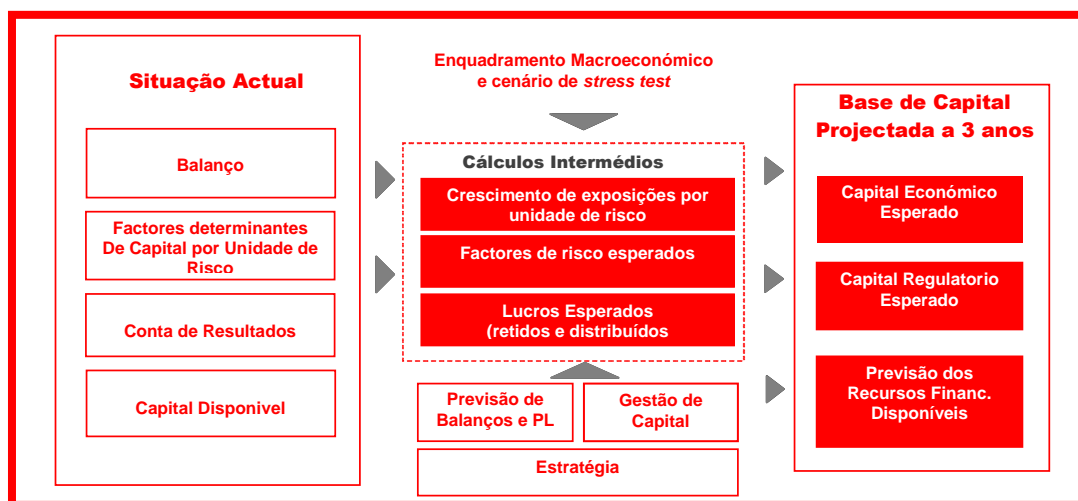 Situação Actual
Balanço
Factores determinantes
De Capital por Unidade de
Risco
Conta de Resultados
Capital Disponivel
Enquadramento Macroeconómico
e cenário de stress test
Cálculos Intermédios
Crescimento de exposições por
unidade de risco
Factores de risco esperados
Lucros Esperados
(retidos e distribuídos
Previsão de
Balanços e PL
Gestão de
Capital
Estratégia
Base de Capital
Projectada a 3 anos
Capital Económico
Esperado
Capital Regulatorio
Esperado
Previsão dos
Recursos Financ.
Disponíveis